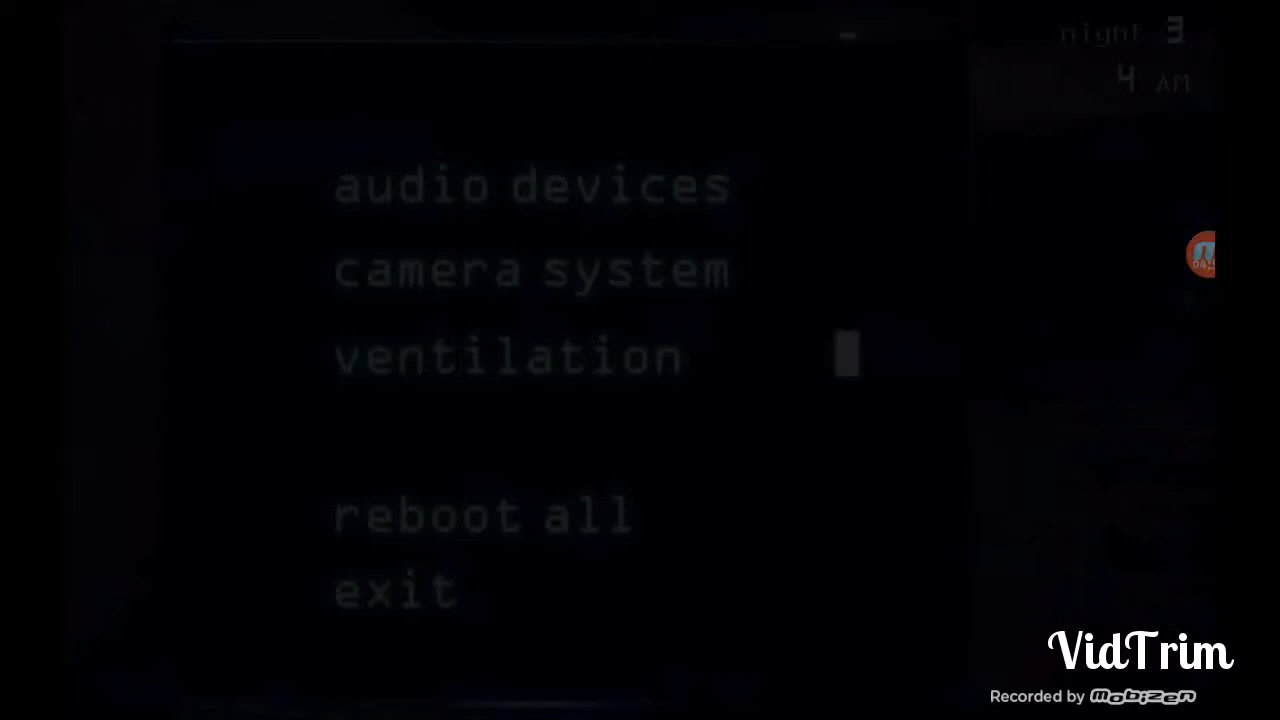 night 3
4 AM
audio devices
camera system
ventilation
reboot all
exit
VidTrim
Recorded by mobizen